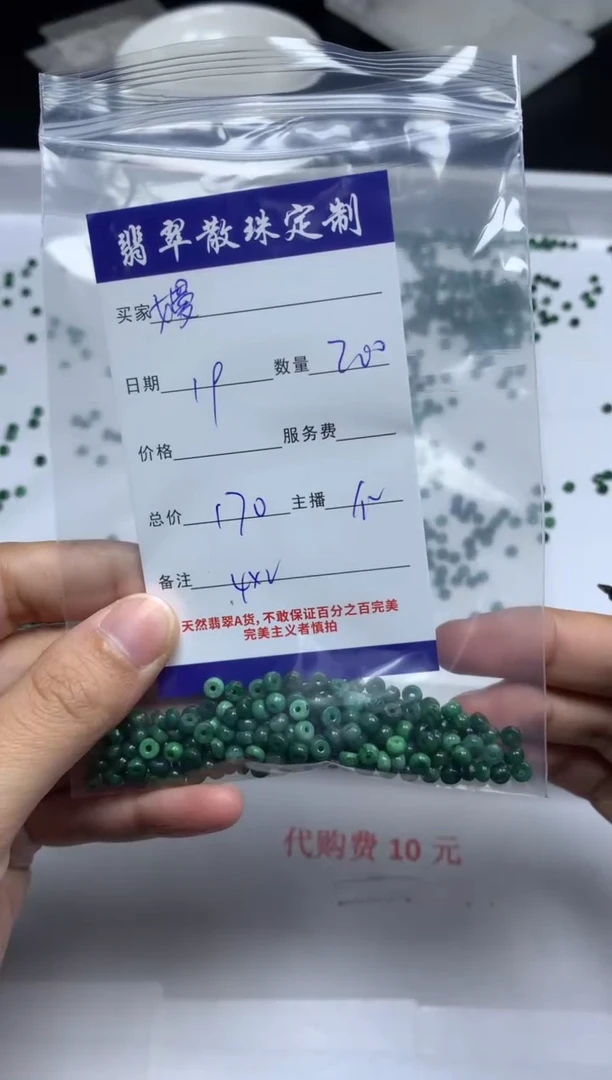 翡翠散珠定制
买家
日期 19 数量 200
价格 服务费
总价 170 主播
备注
天然翡翠A货,不敢保证百分之百完美
完美主义者慎拍
代购费 10 元